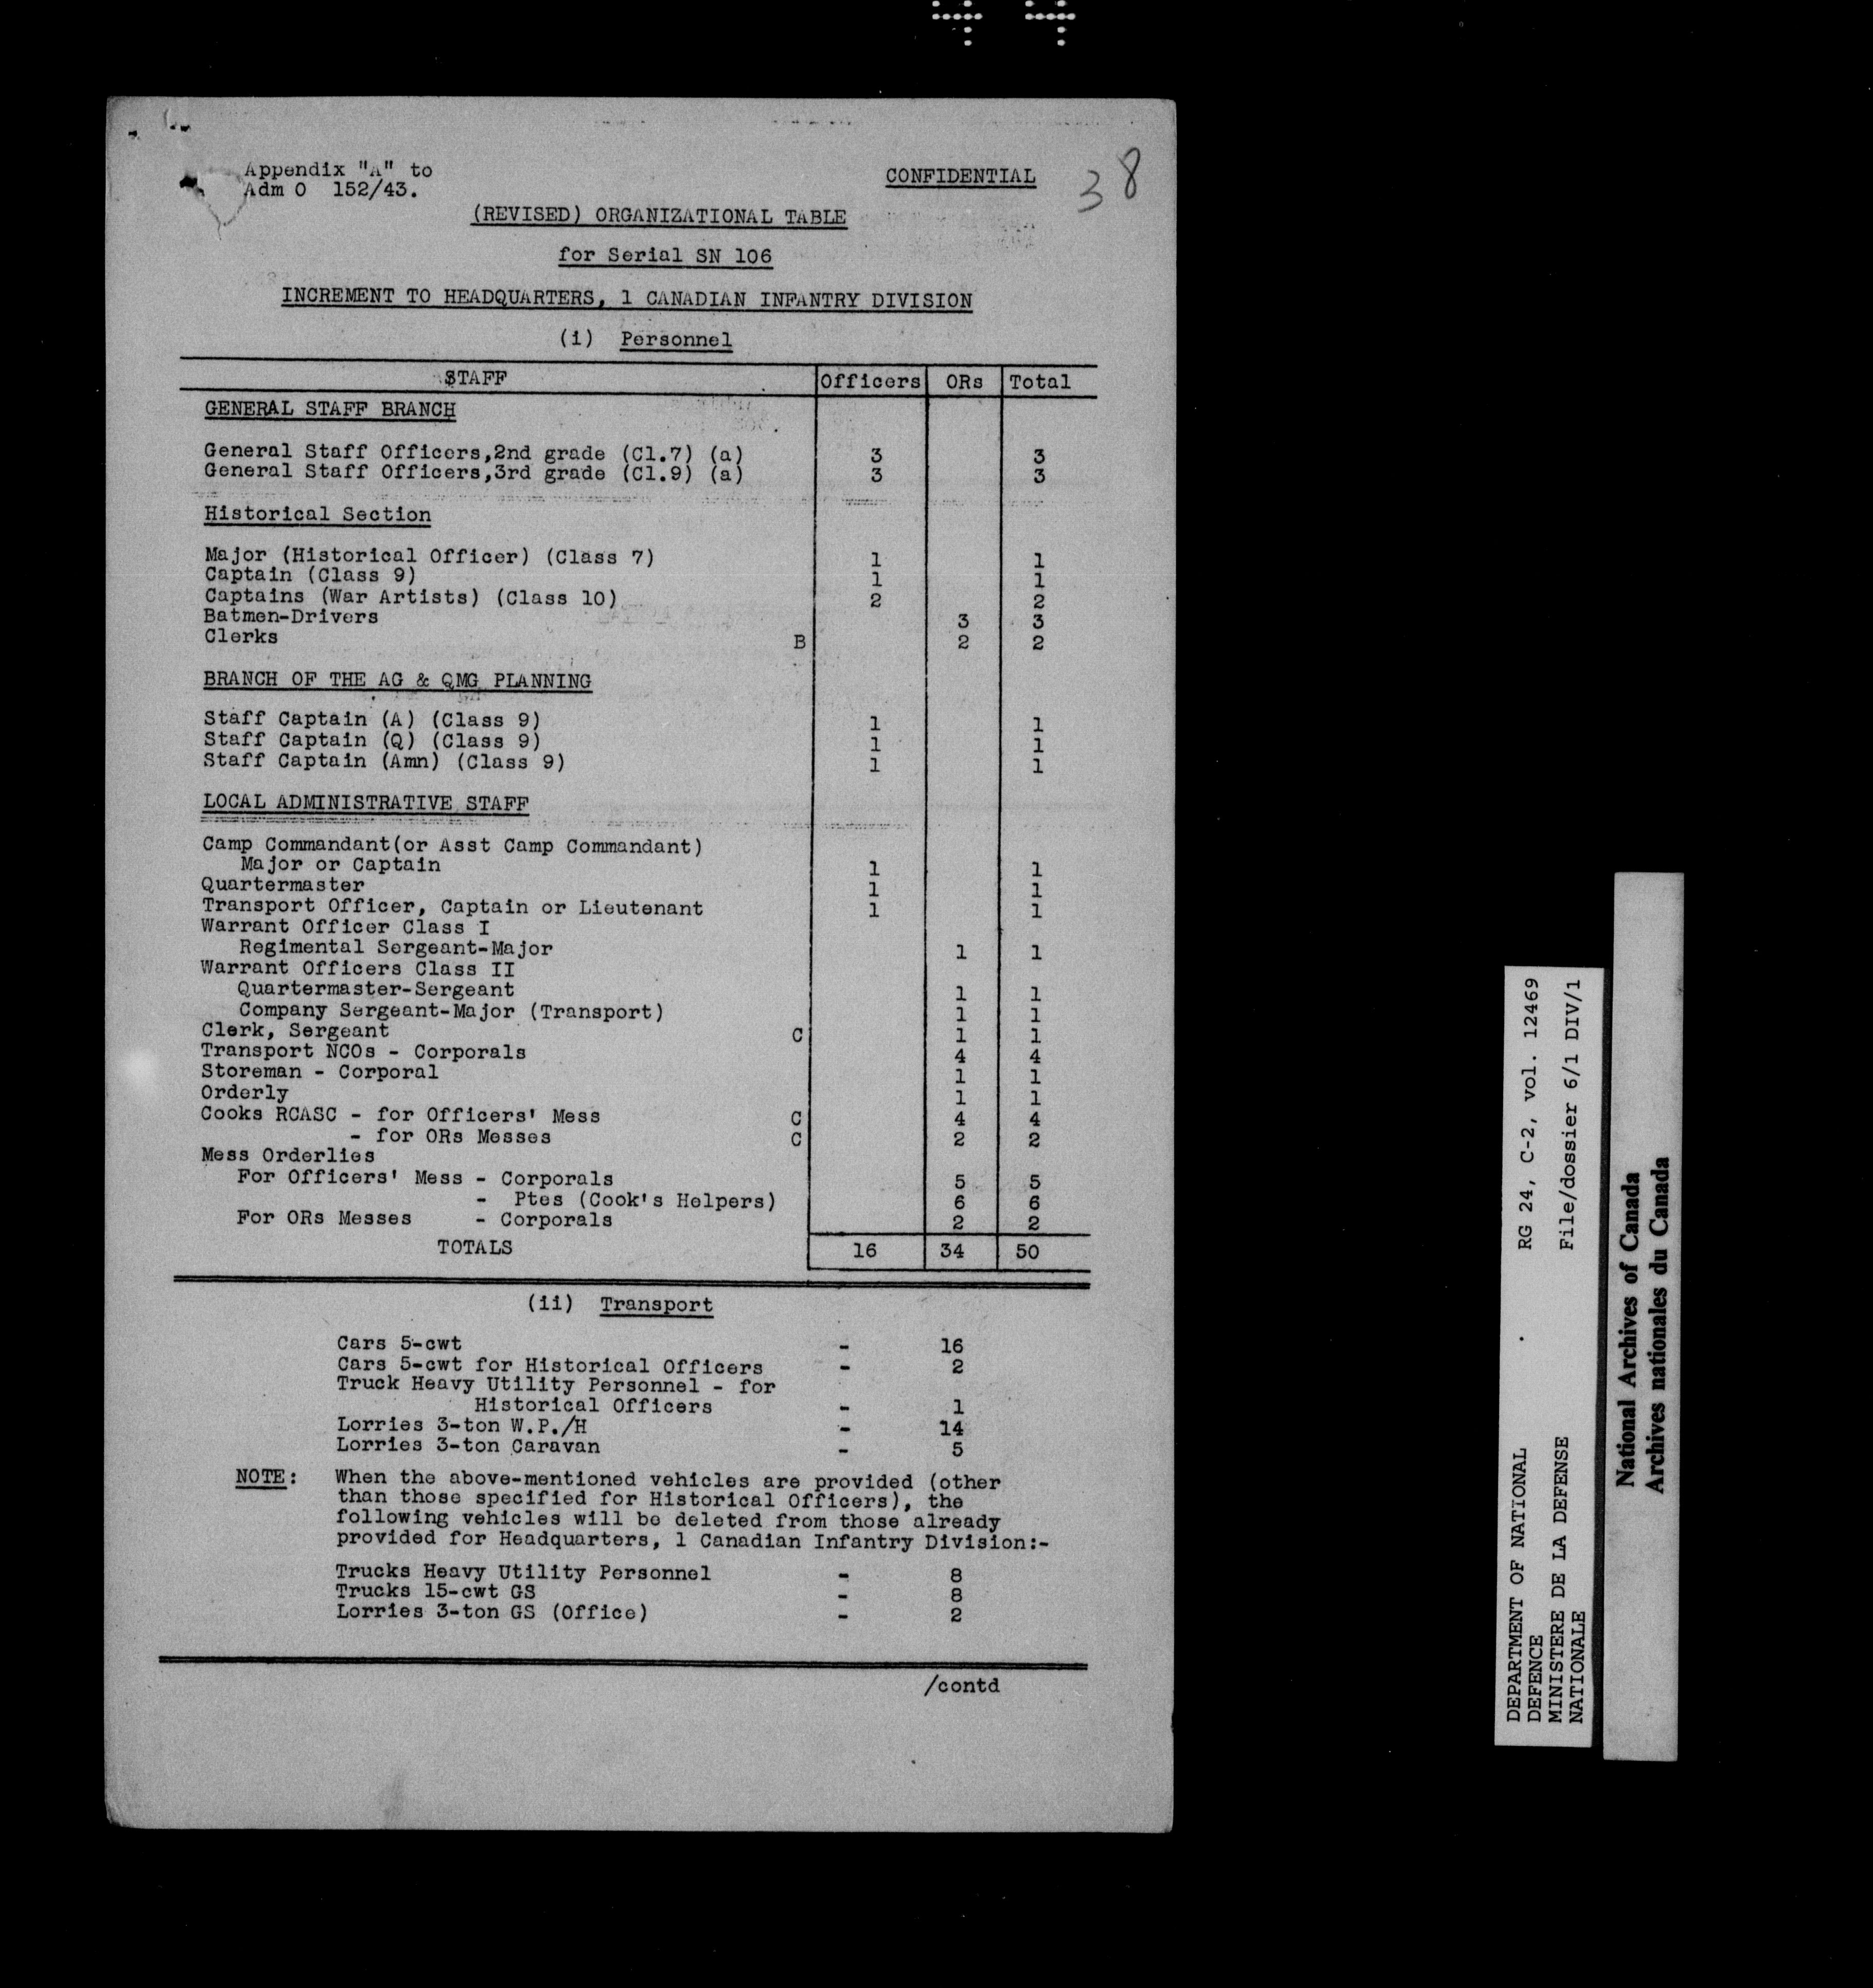 44
Appendix "A" to
Adm O 152/43.
CONFIDENTIAL
38
(REVISED) ORGANIZATIONAL TABLE
for Serial SN 106
INCREMENT TO HEADQUARTERS, 1 CANADIAN INFANTRY DIVISION
(i) Personnel
STAFF Officers ORs Total
GENERAL STAFF BRANCH
General Staff Officers,2nd grade (Cl.7) (a) 3 3
General Staff Officers,3rd grade (Cl.9) (a) 3 3
Historical Section
Major (Historical Officer) (Class 7) 1 1
Captain (Class 9) 1 1
Captains (War Artists) (Class 10) 2 2
Batmen-Drivers 3 3
Clerks B 2 2
BRANCH OF THE AG & QMG PLANNING
Staff Captain (A) (Class 9) 1 1
Staff Captain (Q) (Class 9) 1 1
Staff Captain (Amn) (Class 9) 1 1
LOCAL ADMINISTRATIVE STAFF
Camp Commandant(or Asst Camp Commandant)
Major or Captain 1 1
Quartermaster 1 1
Transport Officer, Captain or Lieutenant 1 1
Warrant Officer Class I
Regimental Sergeant-Major 1 1
Warrant Officers Class II
Quartermaster-Sergeant 1 1
Company Sergeant-Major (Transport) 1 1
Clerk, Sergeant C 1 1
Transport NCOs - Corporals 4 4
Storeman - Corporal 1 1
Orderly 1 1
Cooks RCASC - for Officers' Mess C 4 4
- for ORs Messes C 2 2
Mess Orderlies
For Officers' Mess - Corporals 5 5
- Ptes (Cook's Helpers) 6 6
For ORs Messes - Corporals 2 2
TOTALS 16 34 50
(ii) Transport
Cars 5-cwt - 16
Cars 5-cwt for Historical Officers - 2
Truck Heavy Utility Personnel - for
Historical Officers - 1
Lorries 3-ton W.P./H - 14
Lorries 3-ton Caravan - 5
NOTE: When the above-mentioned vehicles are provided (other
than those specified for Historical Officers), the
following vehicles will be deleted from those already
provided for Headquarters, 1 Canadian Infantry Division:-
Trucks Heavy Utility Personnel - 8
Trucks 15-cwt GS - 8
Lorries 3-ton GS (Office) - 2
/contd
DEPARTMENT OF NATIONAL RG 24, C-2, vol. 12469
DEFENCE
MINISTERE DE LA DEFENSE File/dossier 6/1 DIV/1
NATIONALE
National Archives of Canada
Archives nationales du Canada